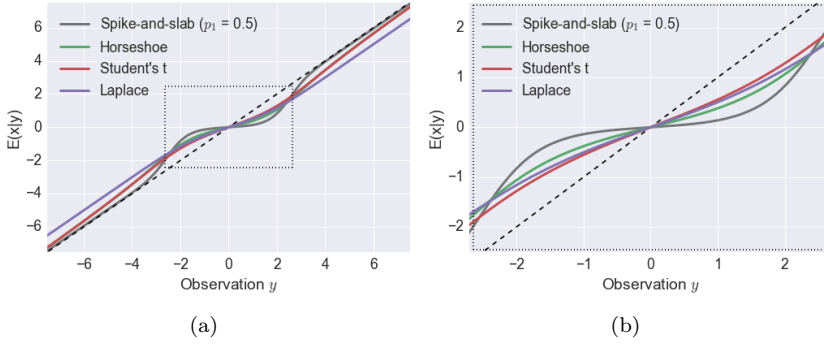 Spike-and-slab (p₁ = 0.5)
Horseshoe
Student's t
Laplace
E(x|y)
6
4
2
0
−2
−4
−6
−6 −4 −2 0 2 4 6
Observation y
(a)
Spike-and-slab (p₁ = 0.5)
Horseshoe
Student's t
Laplace
E(x|y)
2
1
0
−1
−2
−2 −1 0 1 2
Observation y
(b)